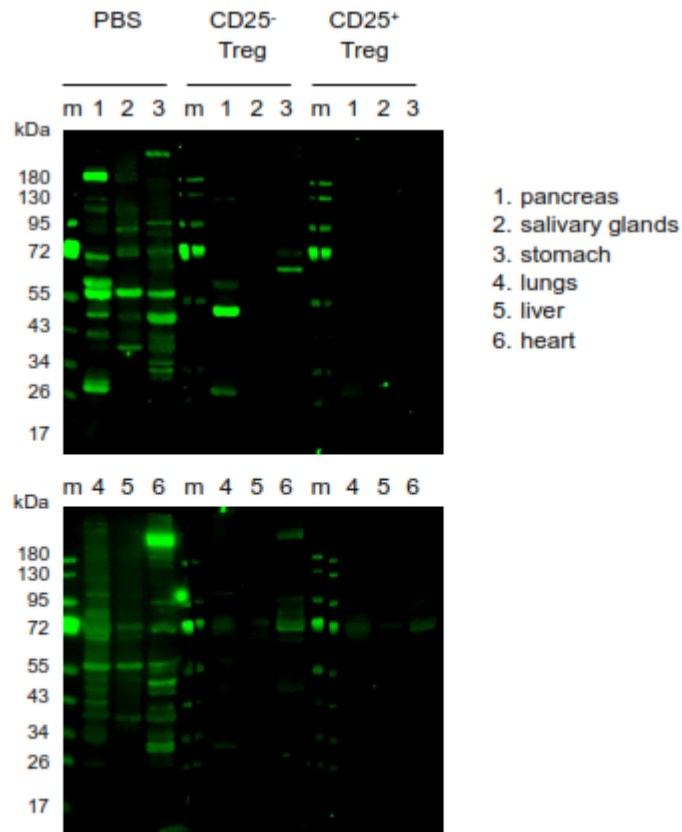 PBS CD25- Treg CD25+ Treg
m 1 2 3 m 1 2 3 m 1 2 3
kDa
180
130
95
72
55
43
34
26
17
1. pancreas
2. salivary glands
3. stomach
4. lungs
5. liver
6. heart
m 4 5 6 m 4 5 6 m 4 5 6
kDa
180
130
95
72
55
43
34
26
17